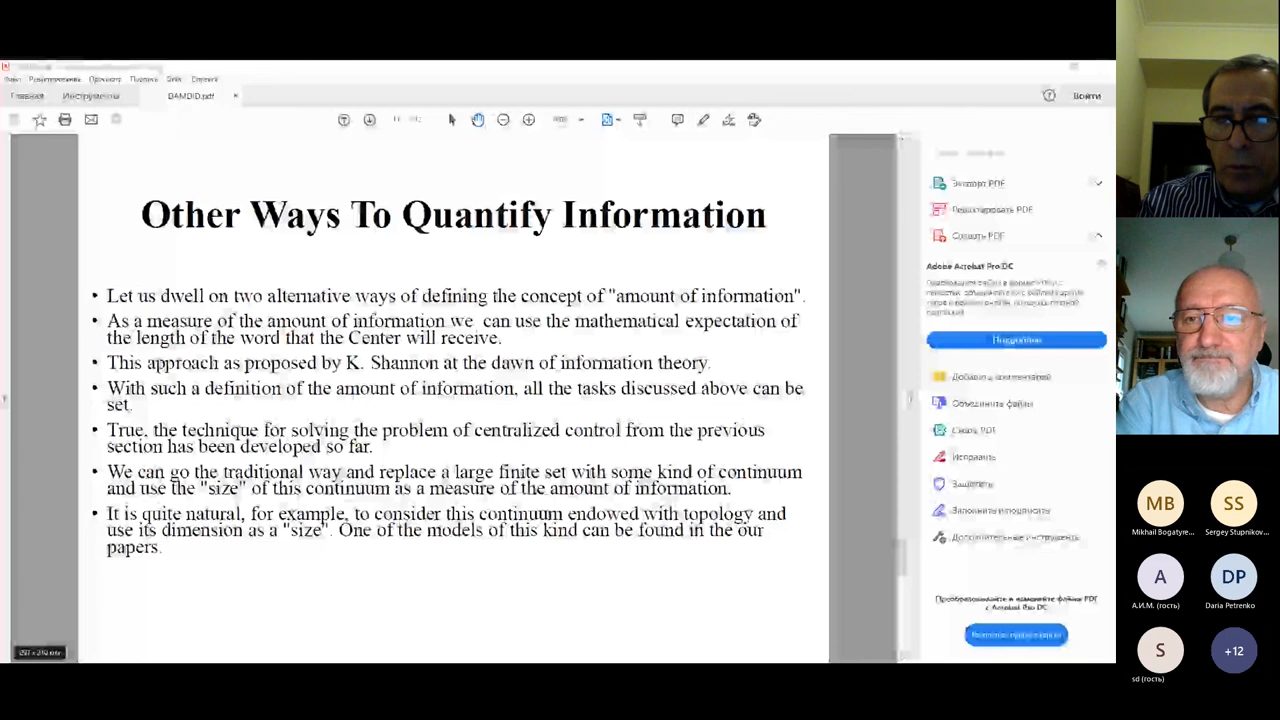 Главная Инструменты DAMDID.pdf × Войти
Other Ways To Quantify Information
• Let us dwell on two alternative ways of defining the concept of "amount of information".
• As a measure of the amount of information we can use the mathematical expectation of
the length of the word that the Center will receive.
• This approach as proposed by K. Shannon at the dawn of information theory.
• With such a definition of the amount of information, all the tasks discussed above can be
set.
• True, the technique for solving the problem of centralized control from the previous
section has been developed so far.
• We can go the traditional way and replace a large finite set with some kind of continuum
and use the "size" of this continuum as a measure of the amount of information.
• It is quite natural, for example, to consider this continuum endowed with topology and
use its dimension as a "size". One of the models of this kind can be found in the our
papers.
Экспорт PDF
Редактировать PDF
Создать PDF
Adobe Acrobat Pro DC
Добавить комментарий
Объединить файлы
Скан. PDF
Исправить
Защитить
Заполнить и подписать
Дополнительные инструменты
Преобразовывайте и изменяйте файлы PDF
с Acrobat Pro DC
MB SS
Mikhail Bogatyre... Sergey Stupnikov...
A DP
А.И.М. (гость) Daria Petrenko
S +12
sd (гость)